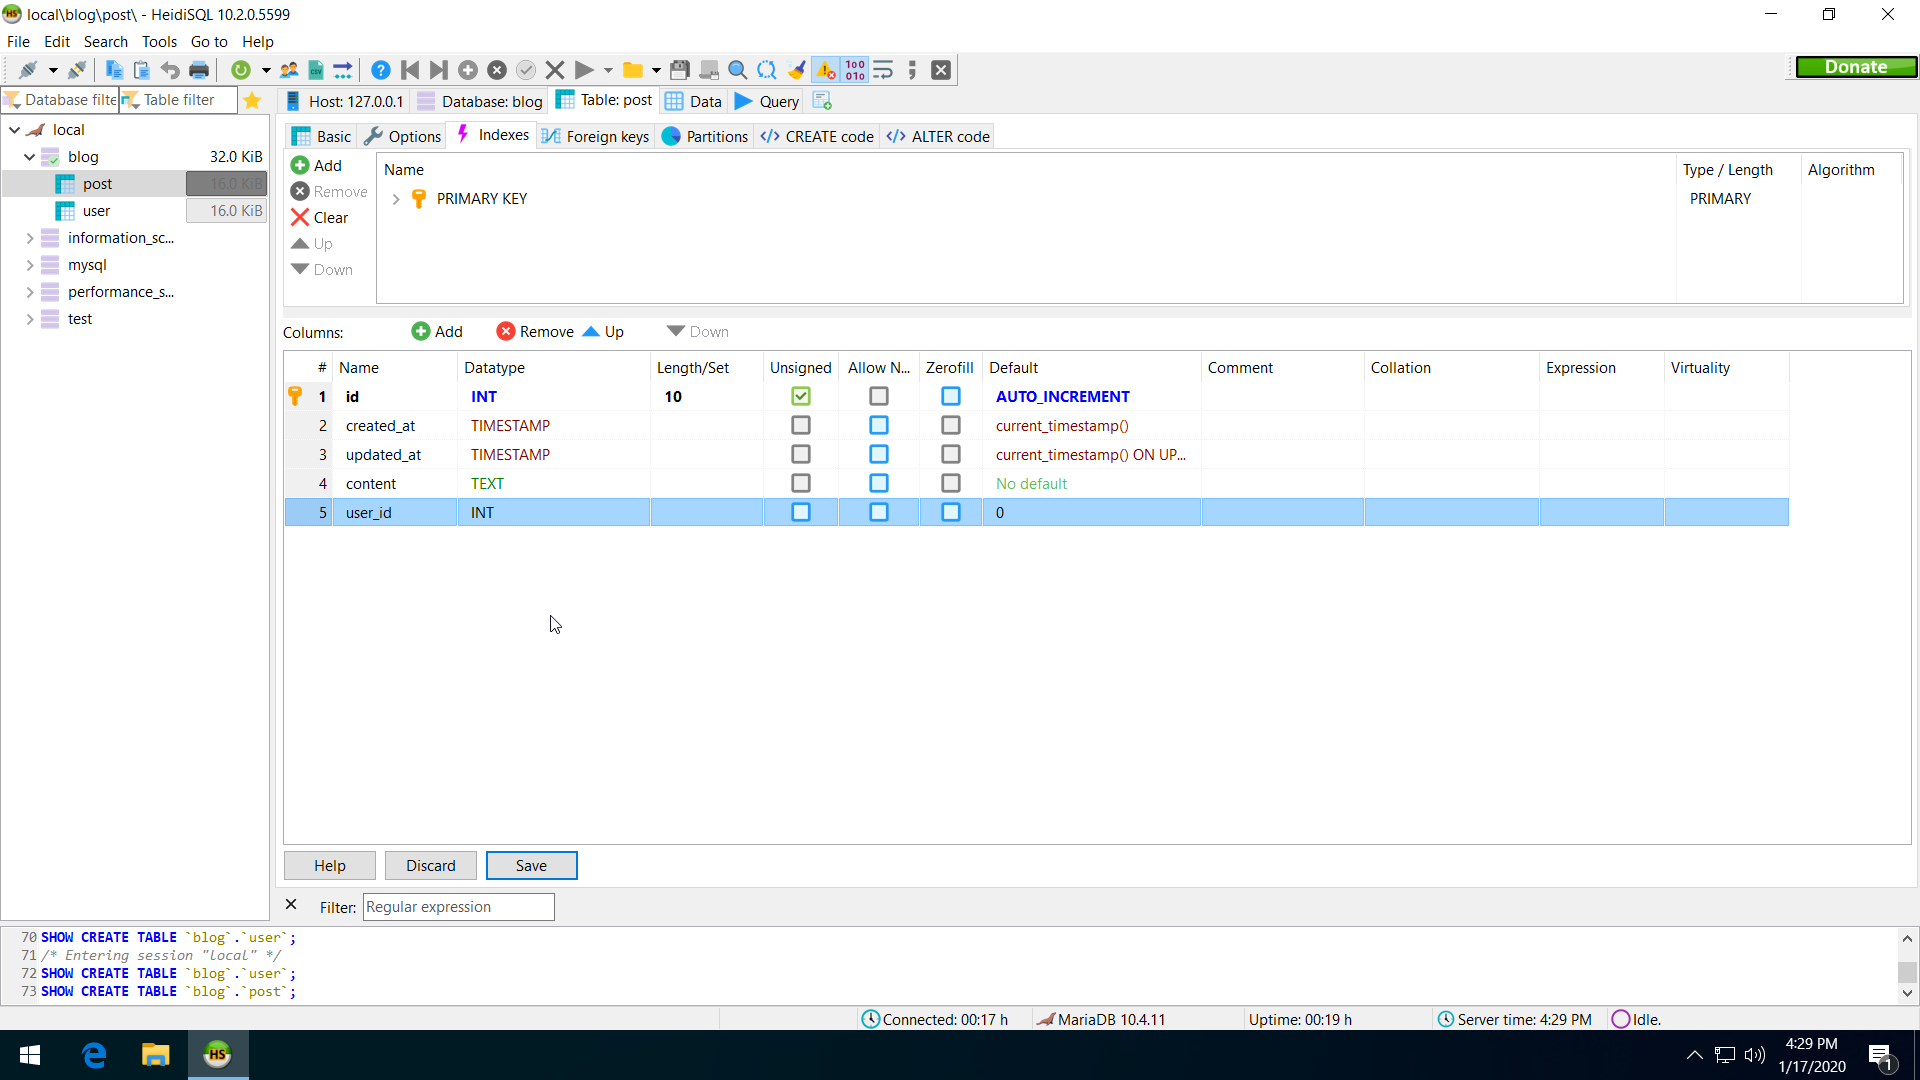 local\blog\post\ - HeidiSQL 10.2.0.5599
File Edit Search Tools Go to Help
Donate
Database filte Table filter
Host: 127.0.0.1 Database: blog Table: post Data Query
local
blog 32.0 KiB
post 16.0 KiB
user 16.0 KiB
information_sc...
mysql
performance_s...
test
Basic Options Indexes Foreign keys Partitions CREATE code ALTER code
Add
Remove
Clear
Up
Down
Name Type / Length Algorithm
PRIMARY KEY PRIMARY
Columns: Add Remove Up Down
# Name Datatype Length/Set Unsigned Allow N... Zerofill Default Comment Collation Expression Virtuality
1 id INT 10 AUTO_INCREMENT
2 created_at TIMESTAMP current_timestamp()
3 updated_at TIMESTAMP current_timestamp() ON UP...
4 content TEXT No default
5 user_id INT 0
Help Discard Save
Filter: Regular expression
70 SHOW CREATE TABLE `blog`.`user`;
71 /* Entering session "local" */
72 SHOW CREATE TABLE `blog`.`user`;
73 SHOW CREATE TABLE `blog`.`post`;
Connected: 00:17 h MariaDB 10.4.11 Uptime: 00:19 h Server time: 4:29 PM Idle.
HS
4:29 PM
1/17/2020
1